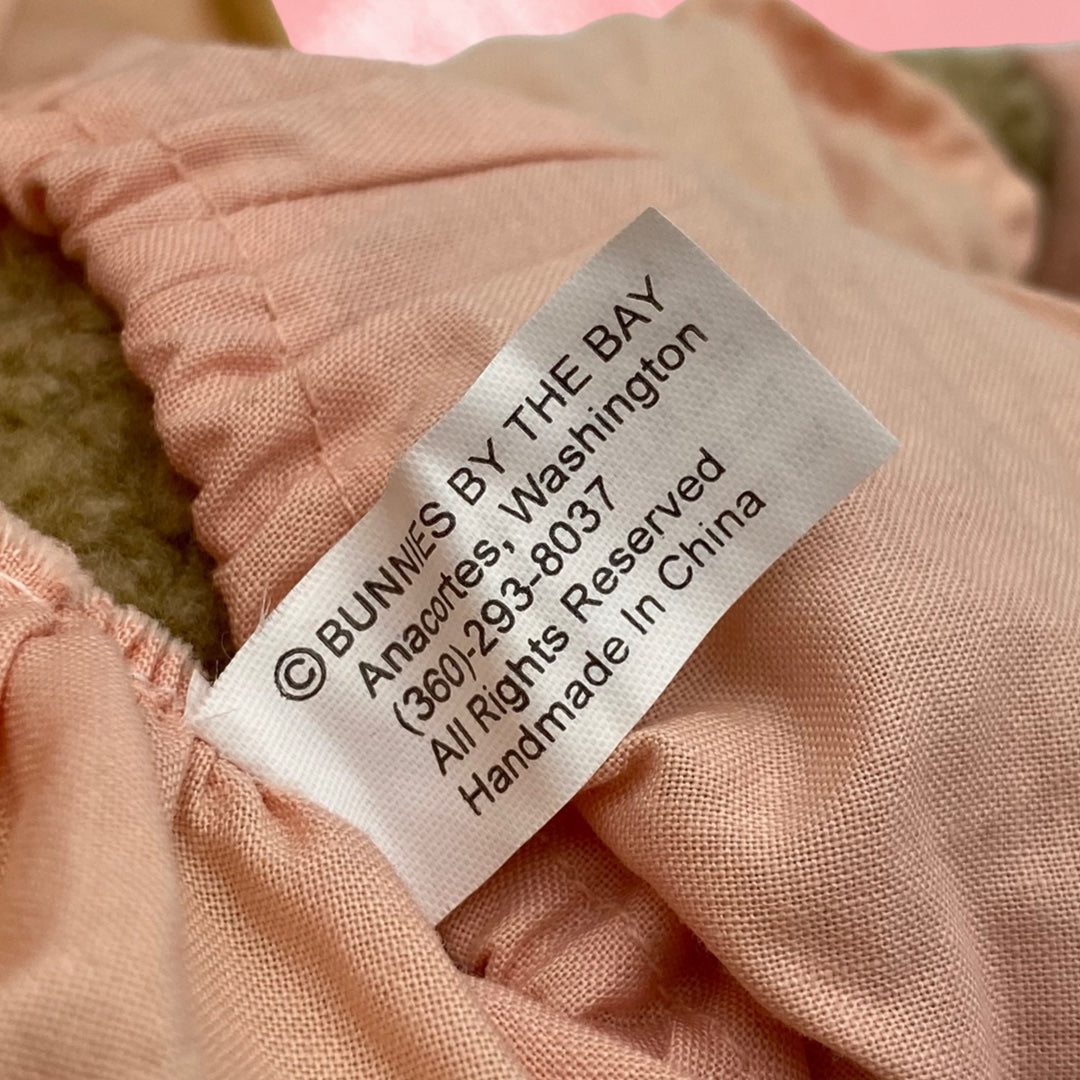 ©BUNNIES BY THE BAY
Anacortes, Washington
(360)-293-8037
All Rights Reserved
Handmade In China